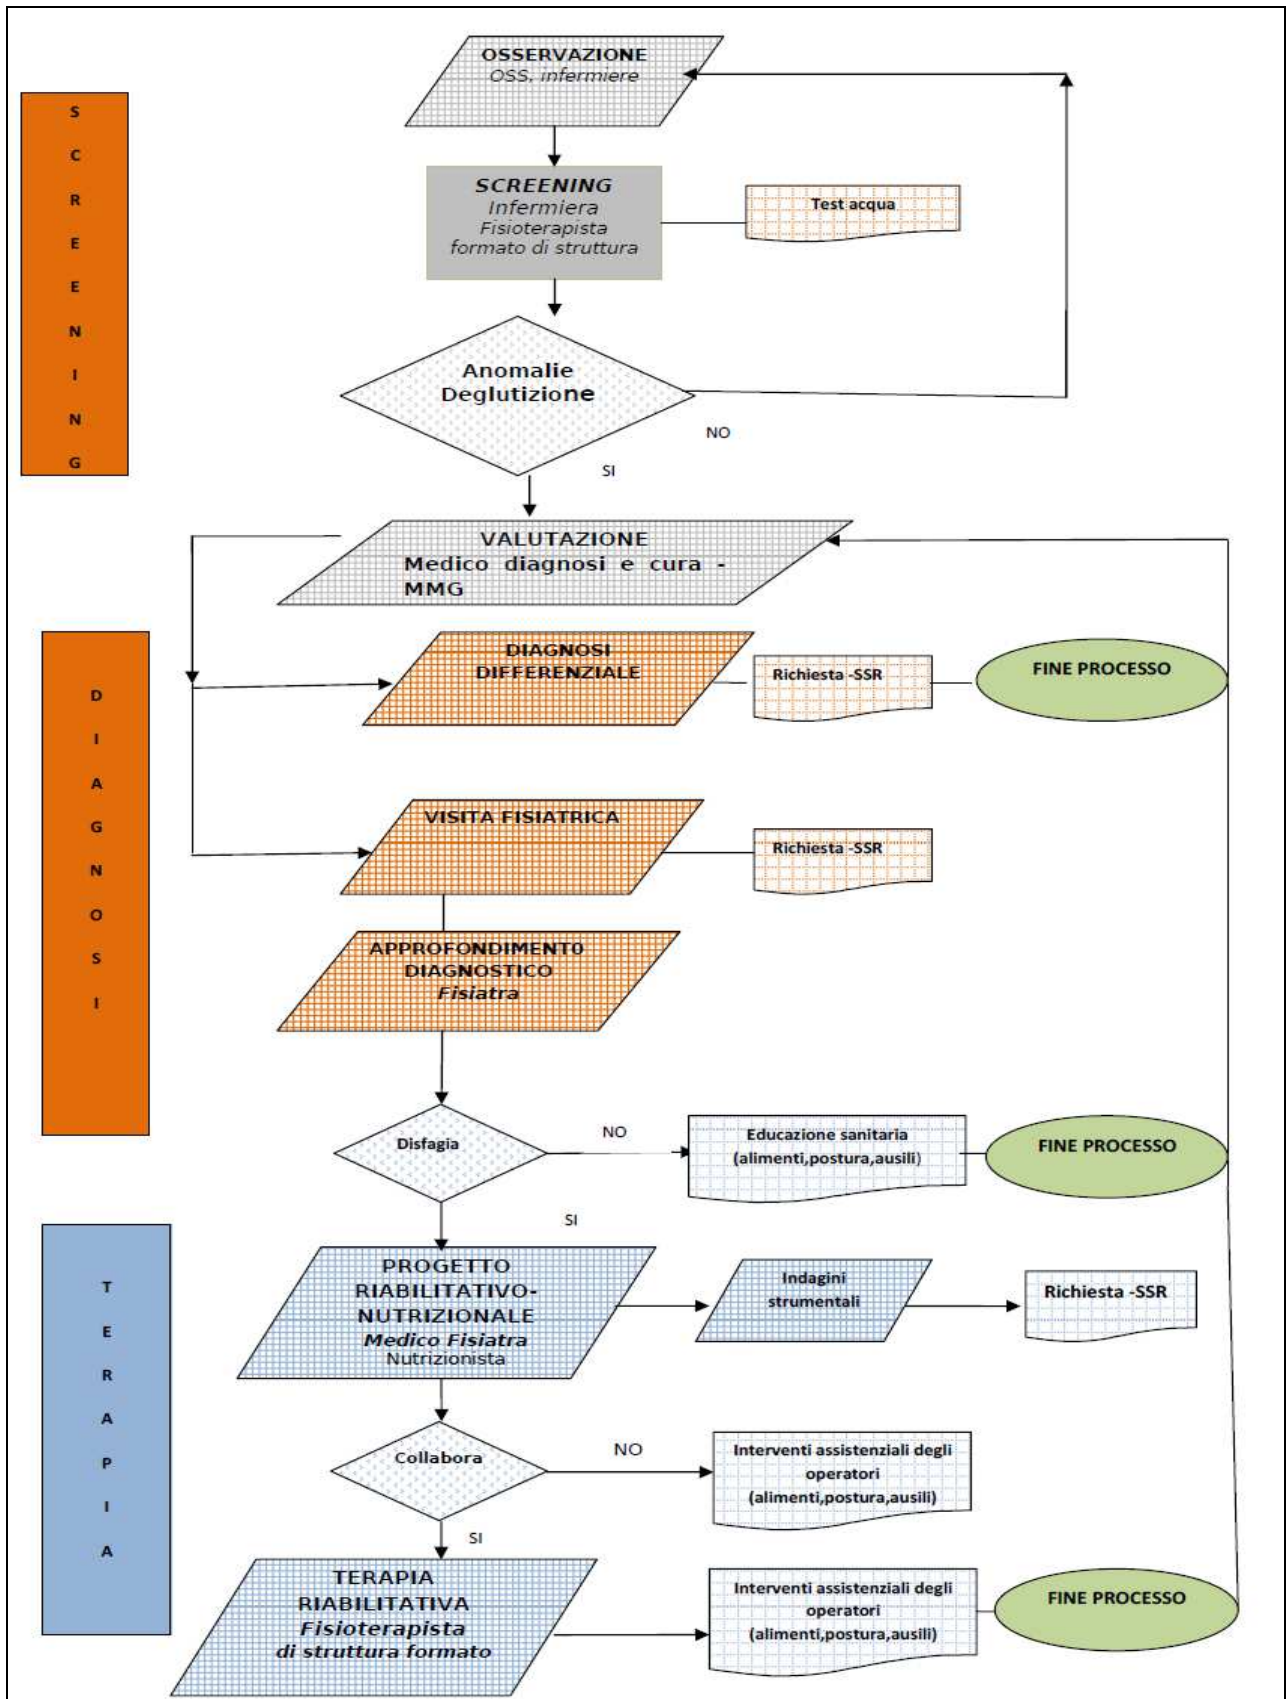 OSSERVAZIONE
OSS, infermiere
S
C
R
E
E
N
I
N
G
SCREENING
Infermiera
Fisioterapista
formato di struttura
Test acqua
Anomalie
Deglutizione
NO
SI
VALUTAZIONE
Medico diagnosi e cura -
MMG
D
I
A
G
N
O
S
I
DIAGNOSI
DIFFERENZIALE
Richiesta -SSR
FINE PROCESSO
VISITA FISIATRICA
Richiesta -SSR
APPROFONDIMENTO
DIAGNOSTICO
Fisiatra
Disfagia
NO
Educazione sanitaria
(alimenti,postura,ausili)
FINE PROCESSO
SI
T
E
R
A
P
I
A
PROGETTO
RIABILITATIVO-
NUTRIZIONALE
Medico Fisiatra
Nutrizionista
Indagini
strumentali
Richiesta -SSR
Collabora
NO
Interventi assistenziali degli
operatori
(alimenti,postura,ausili)
SI
TERAPIA
RIABILITATIVA
Fisioterapista
di struttura formato
Interventi assistenziali degli
operatori
(alimenti,postura,ausili)
FINE PROCESSO